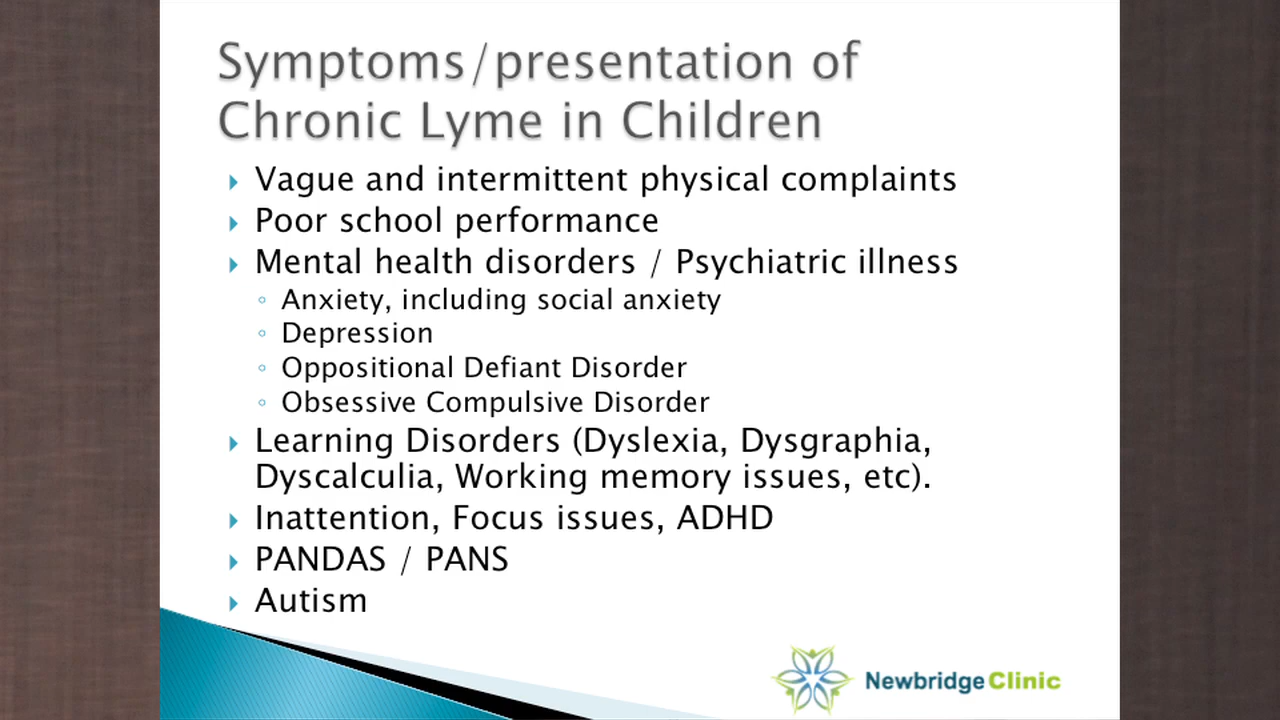 Symptoms/presentation of
Chronic Lyme in Children
Vague and intermittent physical complaints
Poor school performance
Mental health disorders / Psychiatric illness
Anxiety, including social anxiety
Depression
Oppositional Defiant Disorder
Obsessive Compulsive Disorder
Learning Disorders (Dyslexia, Dysgraphia,
Dyscalculia, Working memory issues, etc).
Inattention, Focus issues, ADHD
PANDAS / PANS
Autism
Newbridge Clinic